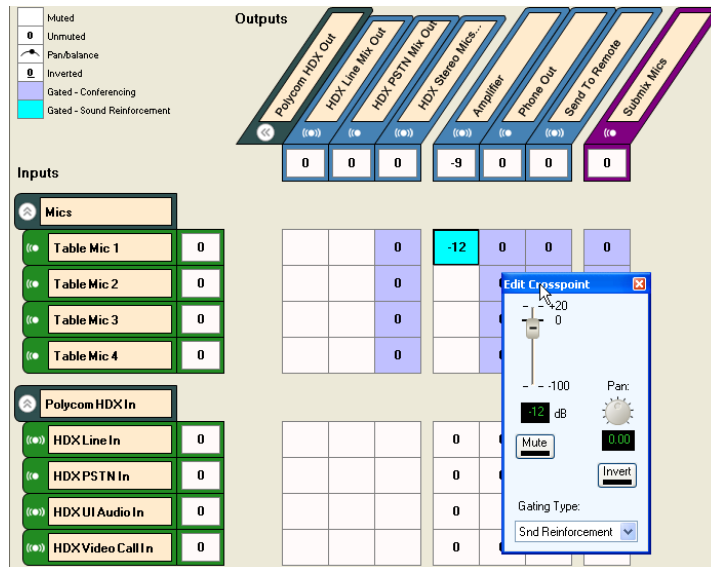 Muted
0 Unmuted
Pan/balance
0 Inverted
Gated - Conferencing
Gated - Sound Reinforcement
Outputs
Polycom HDX Out
HDX Line Mix Out
HDX PSTN Mix Out
HDX Stereo Mics...
Amplifier
Phone Out
Send To Remote
Submix Mics
0 0 0 -9 0 0 0
Inputs
Mics
Table Mic 1 0 0 -12 0 0 0
Table Mic 2 0 0
Table Mic 3 0 0
Table Mic 4 0 0
Edit Crosspoint
+20
0
-100
Pan:
-12 dB
0.00
Mute
Invert
Gating Type:
Snd Reinforcement
Polycom HDX In
HDX Line In 0 0
HDX PSTN In 0 0
HDX UI Audio In 0 0
HDX Video Call In 0 0